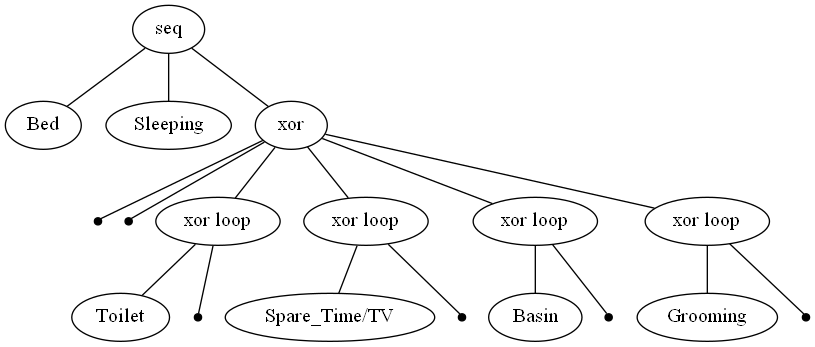 seq
Bed
Sleeping
xor
xor loop
xor loop
xor loop
xor loop
Toilet
Spare_Time/TV
Basin
Grooming